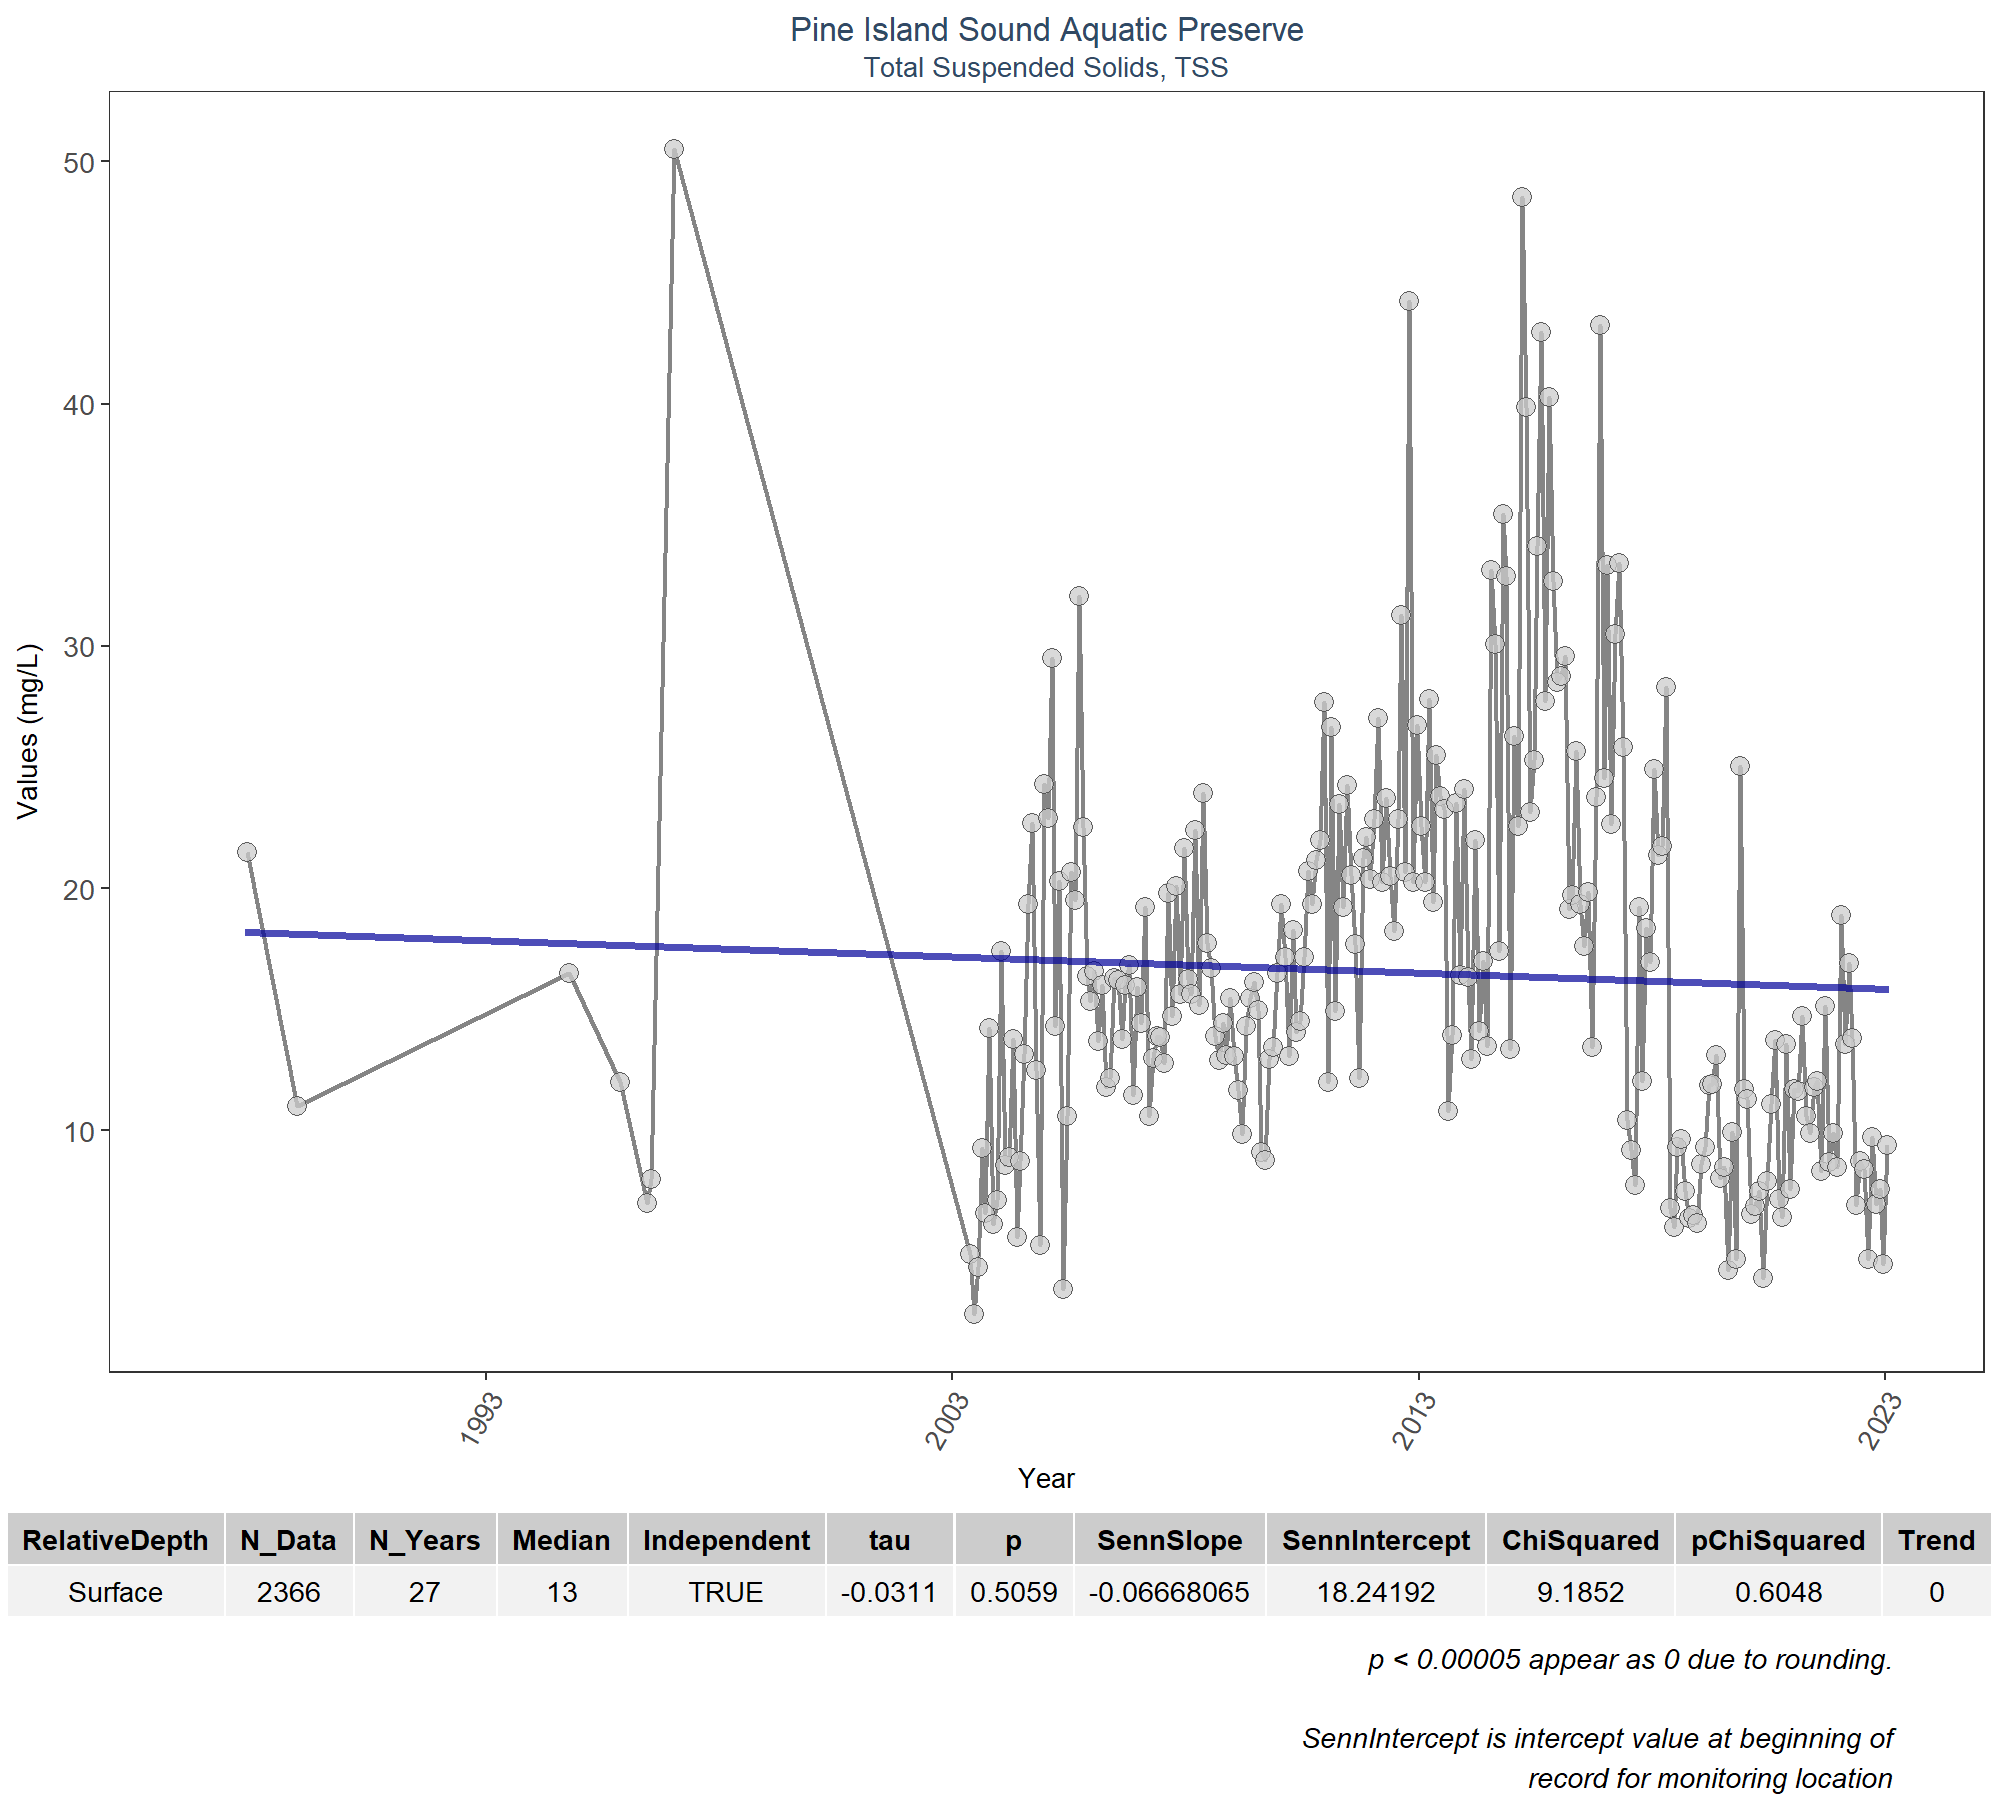 Pine Island Sound Aquatic Preserve
Total Suspended Solids, TSS
Values (mg/L)
50
40
30
20
10
1993
2003
2013
2023
Year
RelativeDepth N_Data N_Years Median Independent tau p SennSlope SennIntercept ChiSquared pChiSquared Trend
Surface 2366 27 13 TRUE -0.0311 0.5059 -0.06668065 18.24192 9.1852 0.6048 0
p < 0.00005 appear as 0 due to rounding.
SennIntercept is intercept value at beginning of
record for monitoring location